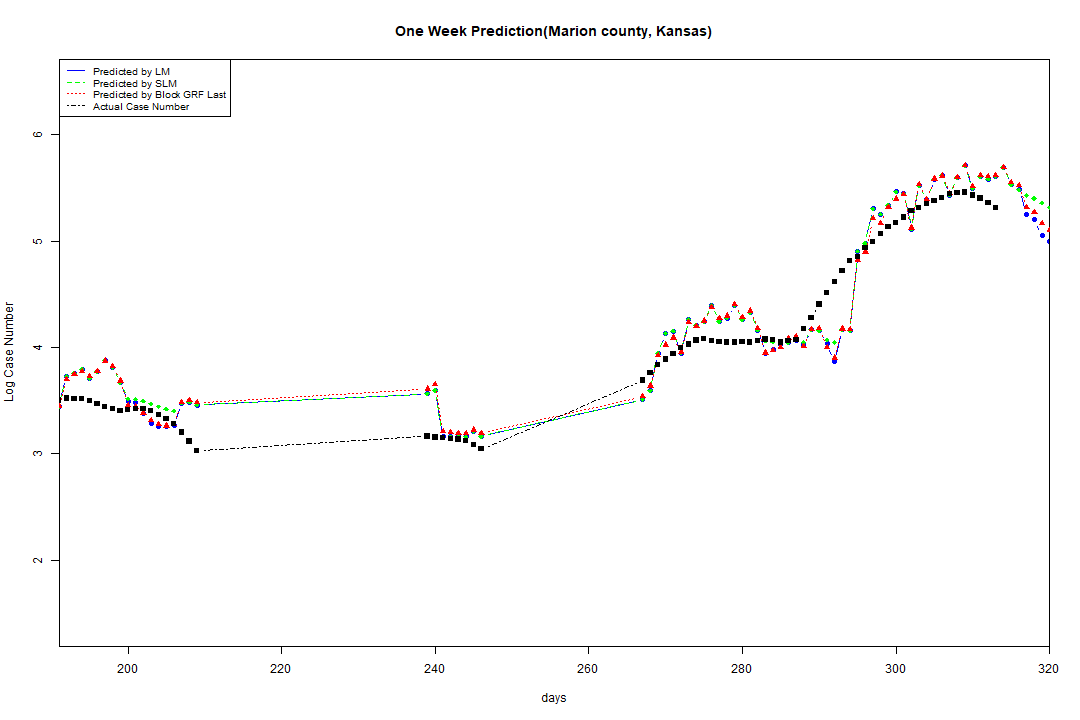 One Week Prediction(Marion county, Kansas)
Predicted by LM
Predicted by SLM
Predicted by Block GRF Last
Actual Case Number
Log Case Number
6
5
4
3
2
200 220 240 260 280 300 320
days